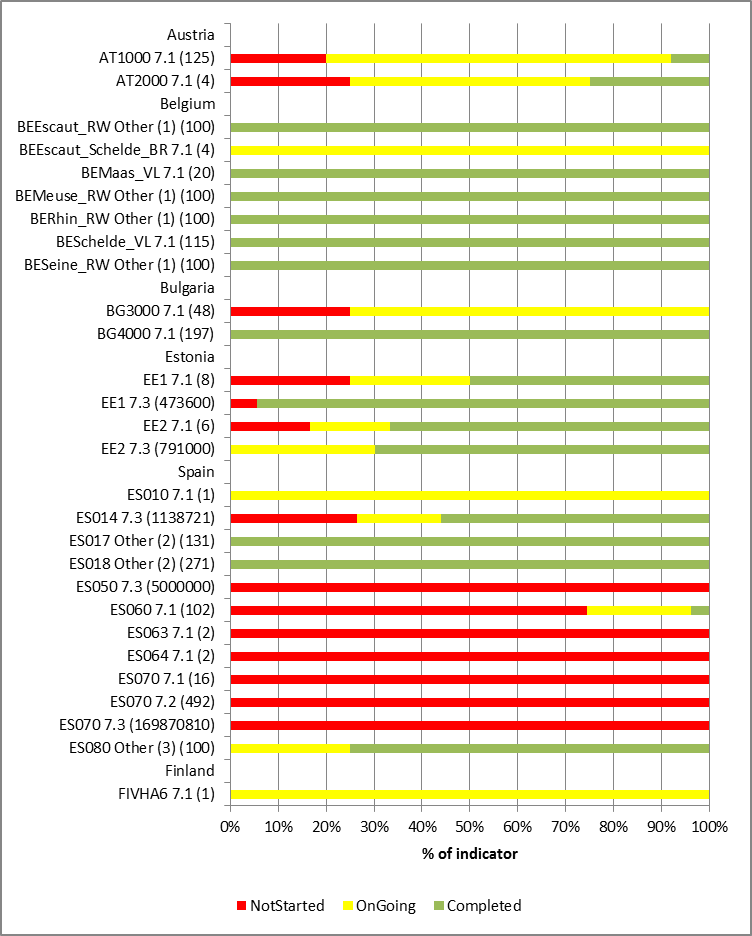 Austria
AT1000 7.1 (125)
AT2000 7.1 (4)
Belgium
BEEscaut_RW Other (1) (100)
BEEscaut_Schelde_BR 7.1 (4)
BEMaas_VL 7.1 (20)
BEMeuse_RW Other (1) (100)
BERhin_RW Other (1) (100)
BESchelde_VL 7.1 (115)
BESeine_RW Other (1) (100)
Bulgaria
BG3000 7.1 (48)
BG4000 7.1 (197)
Estonia
EE1 7.1 (8)
EE1 7.3 (473600)
EE2 7.1 (6)
EE2 7.3 (791000)
Spain
ES010 7.1 (1)
ES014 7.3 (1138721)
ES017 Other (2) (131)
ES018 Other (2) (271)
ES050 7.3 (5000000)
ES060 7.1 (102)
ES063 7.1 (2)
ES064 7.1 (2)
ES070 7.1 (16)
ES070 7.2 (492)
ES070 7.3 (169870810)
ES080 Other (3) (100)
Finland
FIVHA6 7.1 (1)
0% 10% 20% 30% 40% 50% 60% 70% 80% 90% 100%
% of indicator
NotStarted OnGoing Completed